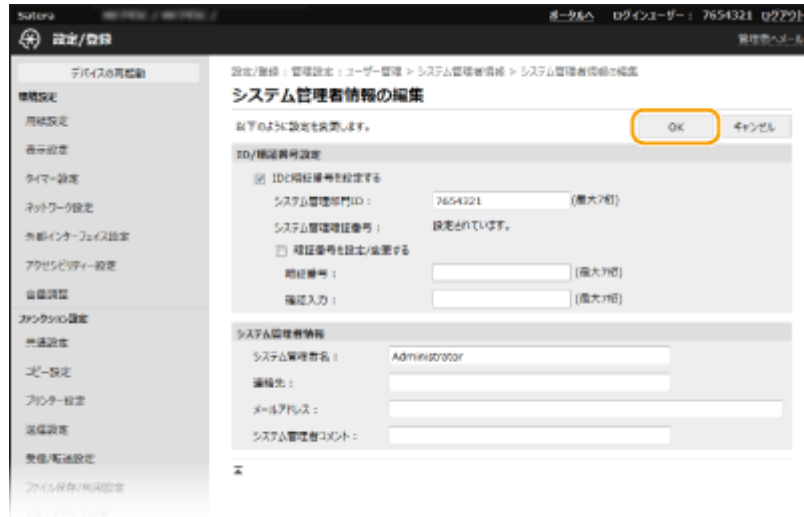 Satera
ポータルへ ログインユーザー： 7654321 ログアウト
設定/登録
管理者へメール
デバイスの再起動
環境設定
用紙設定
表示設定
タイマー設定
ネットワーク設定
外部インターフェイス設定
アクセシビリティー設定
音量調整
ファンクション設定
共通設定
コピー設定
プリンター設定
送信設定
受信/転送設定
ファイル保存/利用設定
設定/登録 : 管理設定 : ユーザー管理 > システム管理者情報 > システム管理者情報の編集
システム管理者情報の編集
以下のように設定を変更します。
OK
キャンセル
ID/暗証番号設定
IDと暗証番号を設定する
システム管理部門ID :
7654321
(最大7桁)
システム管理暗証番号 :
設定されています。
暗証番号を設定/変更する
暗証番号 :
(最大7桁)
確認入力 :
(最大7桁)
システム管理者情報
システム管理者名 :
Administrator
連絡先 :
メールアドレス :
システム管理者コメント :